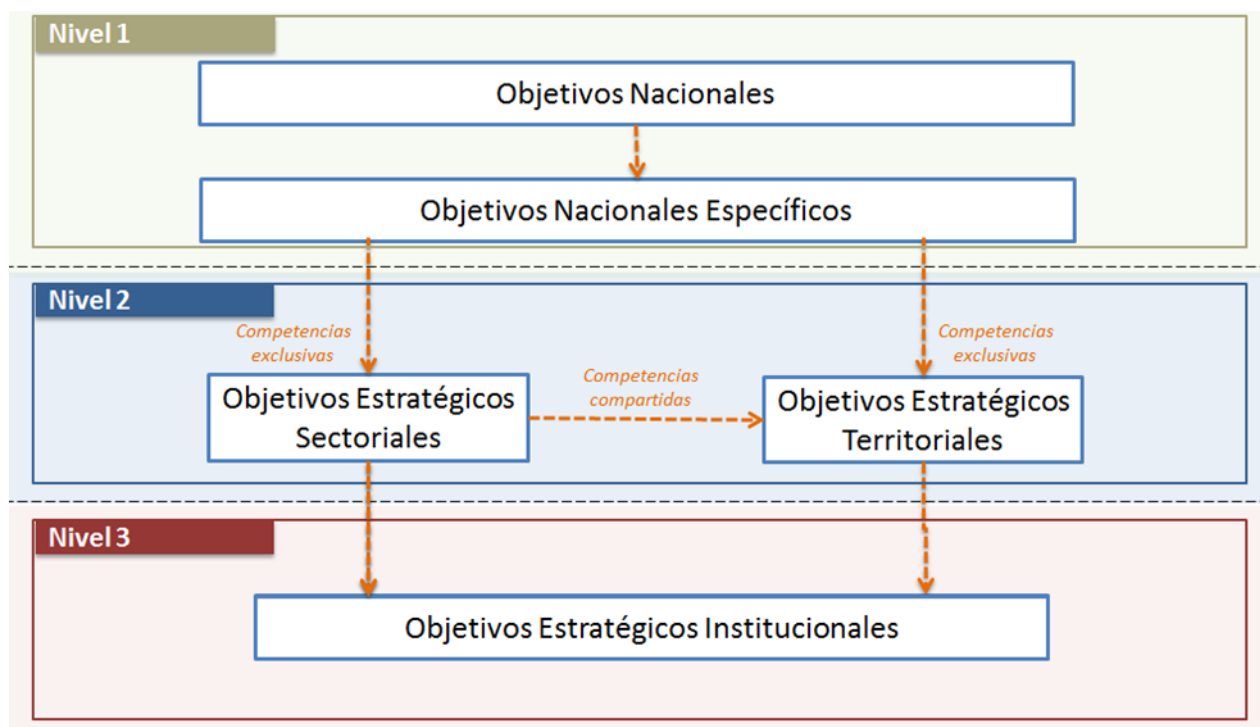 Nivel 1
Objetivos Nacionales
Objetivos Nacionales Específicos
Nivel 2
Competencias
exclusivas
Competencias
exclusivas
Competencias
compartidas
Objetivos Estratégicos
Sectoriales
Objetivos Estratégicos
Territoriales
Nivel 3
Objetivos Estratégicos Institucionales